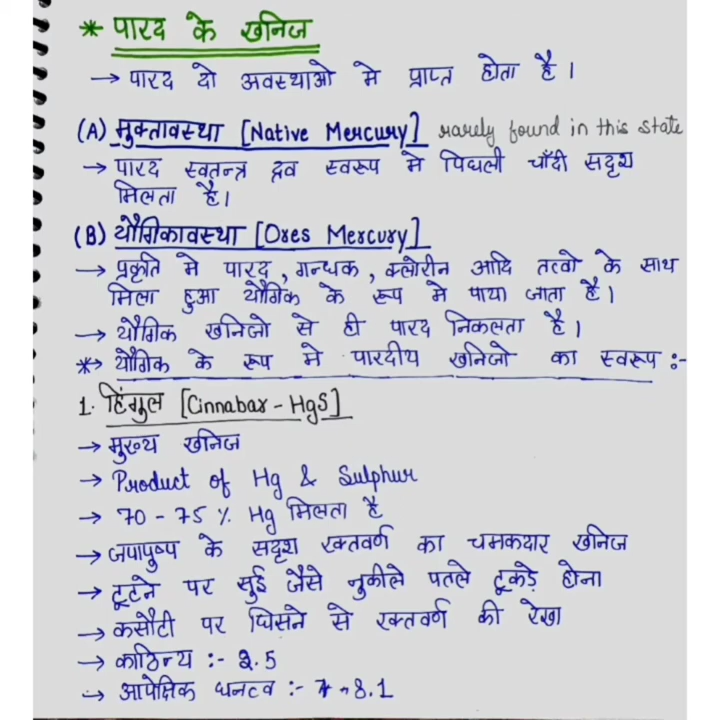 * पारद के खनिज
→ पारद दो अवस्थाओ मे प्राप्त होता है।
(A) मुक्तावस्था [Native Mercury] rarely found in this state
→ पारद स्वतन्त्र द्रव स्वरूप मे पिघली चाँदी सदृश
मिलता है।
(B) यौगिकावस्था [Ores Mercury]
→ प्रकृति मे पारद, गन्धक, क्लोरीन आदि तत्वो के साथ
मिला हुआ यौगिक के रूप मे पाया जाता है।
→ यौगिक खनिजो से ही पारद निकलता है।
*→ यौगिक के रूप मे पारदीय खनिजो का स्वरूप :-
1. हिंगुल [Cinnabar - HgS]
→ मुख्य खनिज
→ Product of Hg & Sulphur
→ 70 - 75 % Hg मिलता है
→ जपापुष्प के सदृश रक्तवर्ण का चमकदार खनिज
→ टूटने पर सुई जैसे नुकीले पतले टूकड़े होना
→ कसौटी पर घिसने से रक्तवर्ण की रेखा
→ काठिन्य :- 2.5
→ आपेक्षिक घनत्व :- 8.1